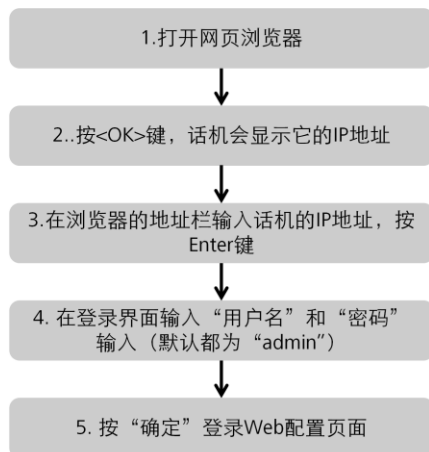 1.打开网页浏览器
2..按<OK>键，话机会显示它的IP地址
3.在浏览器的地址栏输入话机的IP地址，按
Enter键
4. 在登录界面输入“用户名”和“密码”
输入（默认都为“admin”）
5. 按“确定”登录Web配置页面